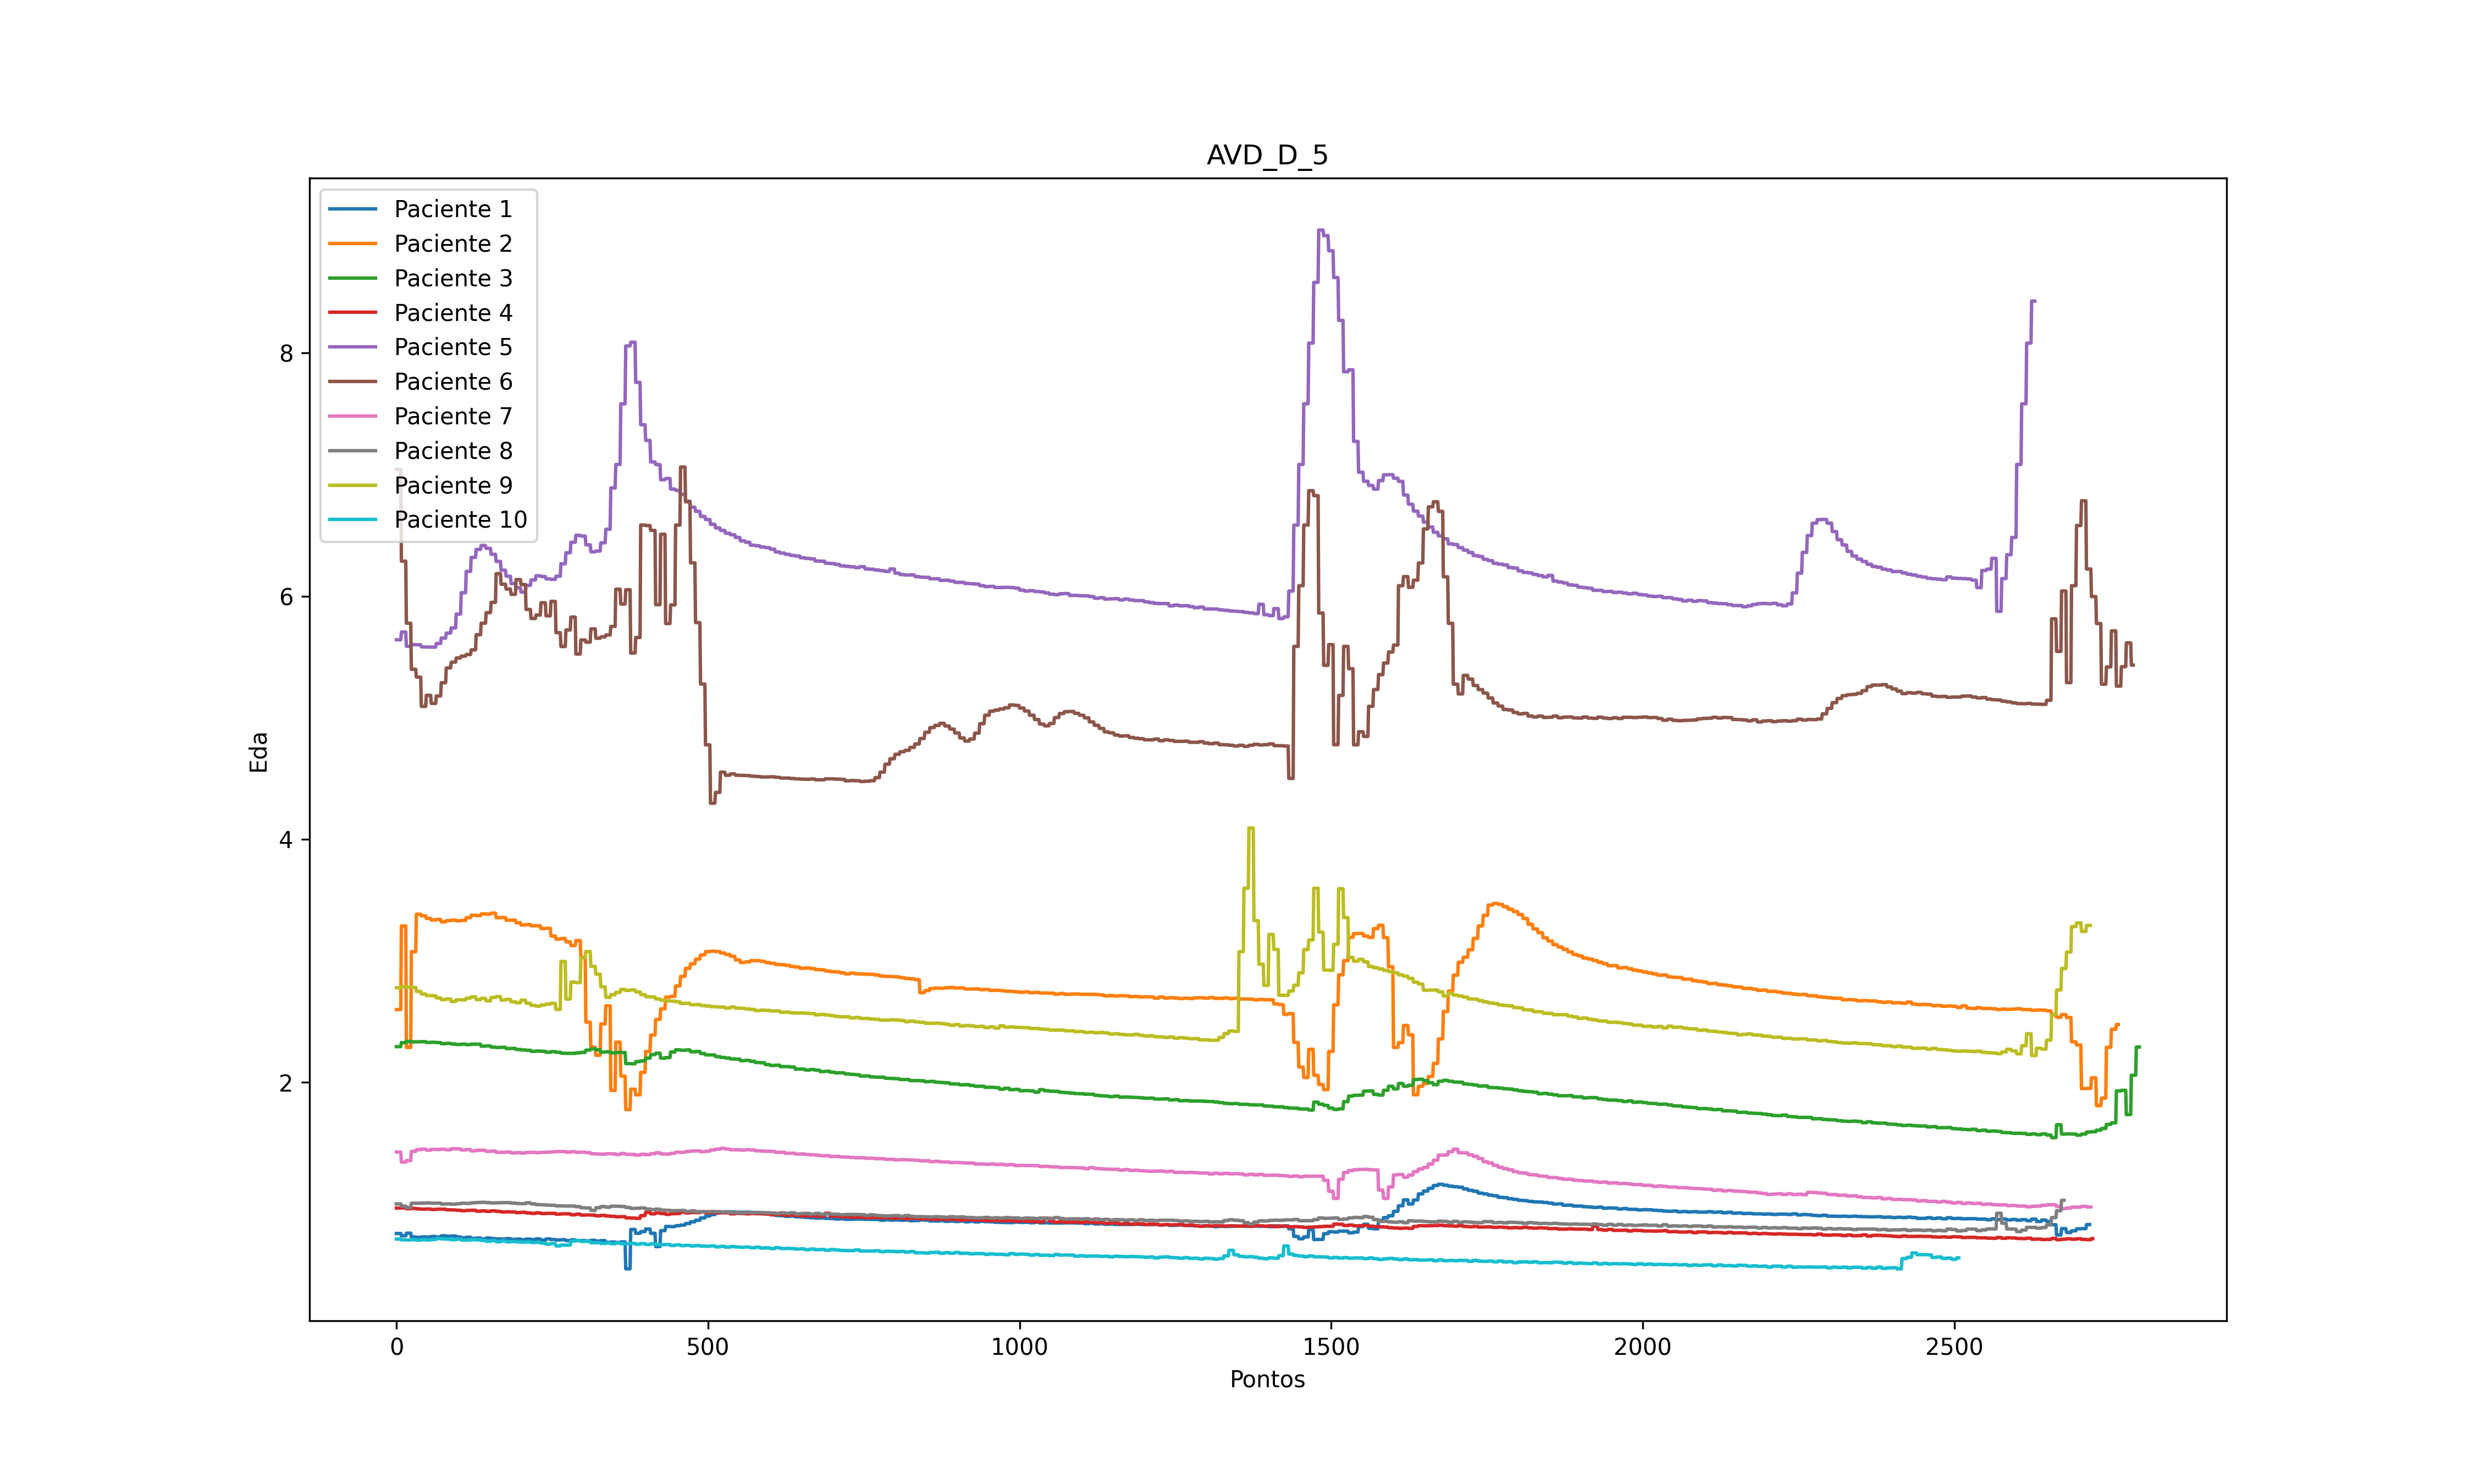 AVD_D_5
Paciente 1
Paciente 2
Paciente 3
Paciente 4
Paciente 5
Paciente 6
Paciente 7
Paciente 8
Paciente 9
Paciente 10
8
6
4
2
Eda
0 500 1000 1500 2000 2500
Pontos